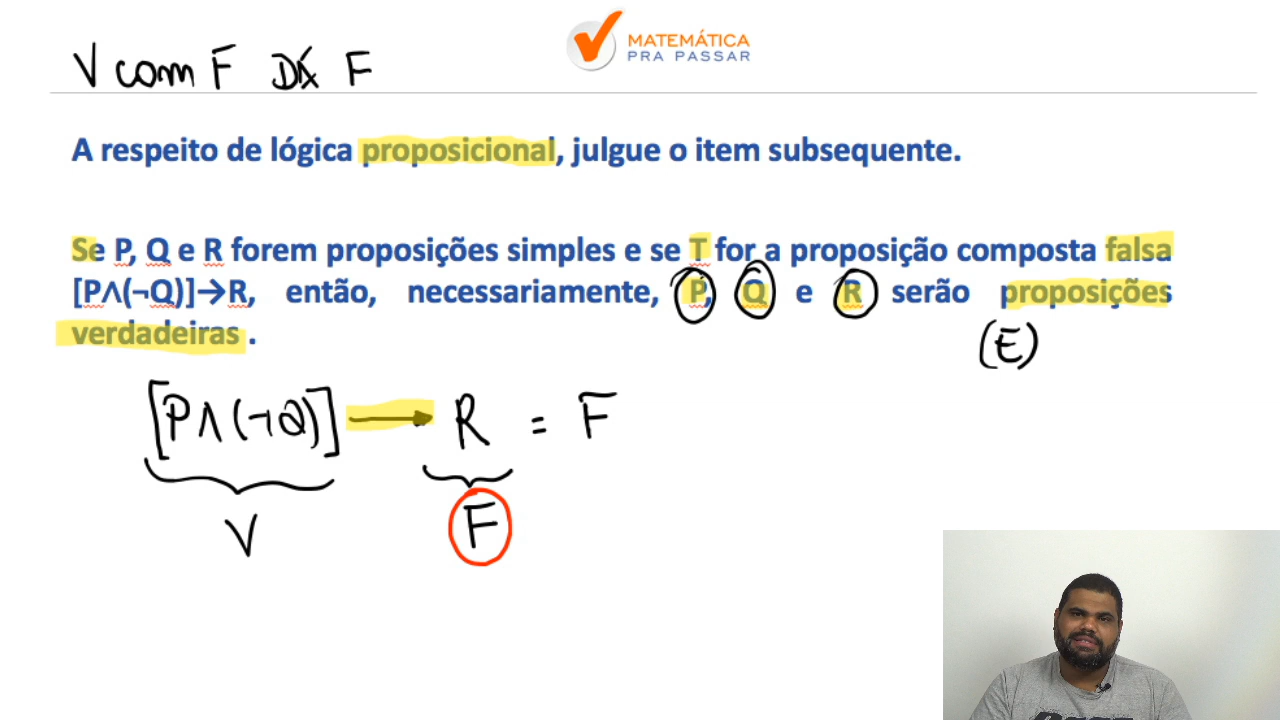 MATEMÁTICA
PRA PASSAR
V com F DÁ F
A respeito de lógica proposicional, julgue o item subsequente.
Se P, Q e R forem proposições simples e se T for a proposição composta falsa
[P∧(¬Q)]→R, então, necessariamente, P, Q e R serão proposições
verdadeiras .
(E)
[P∧(¬Q)] → R = F
V F